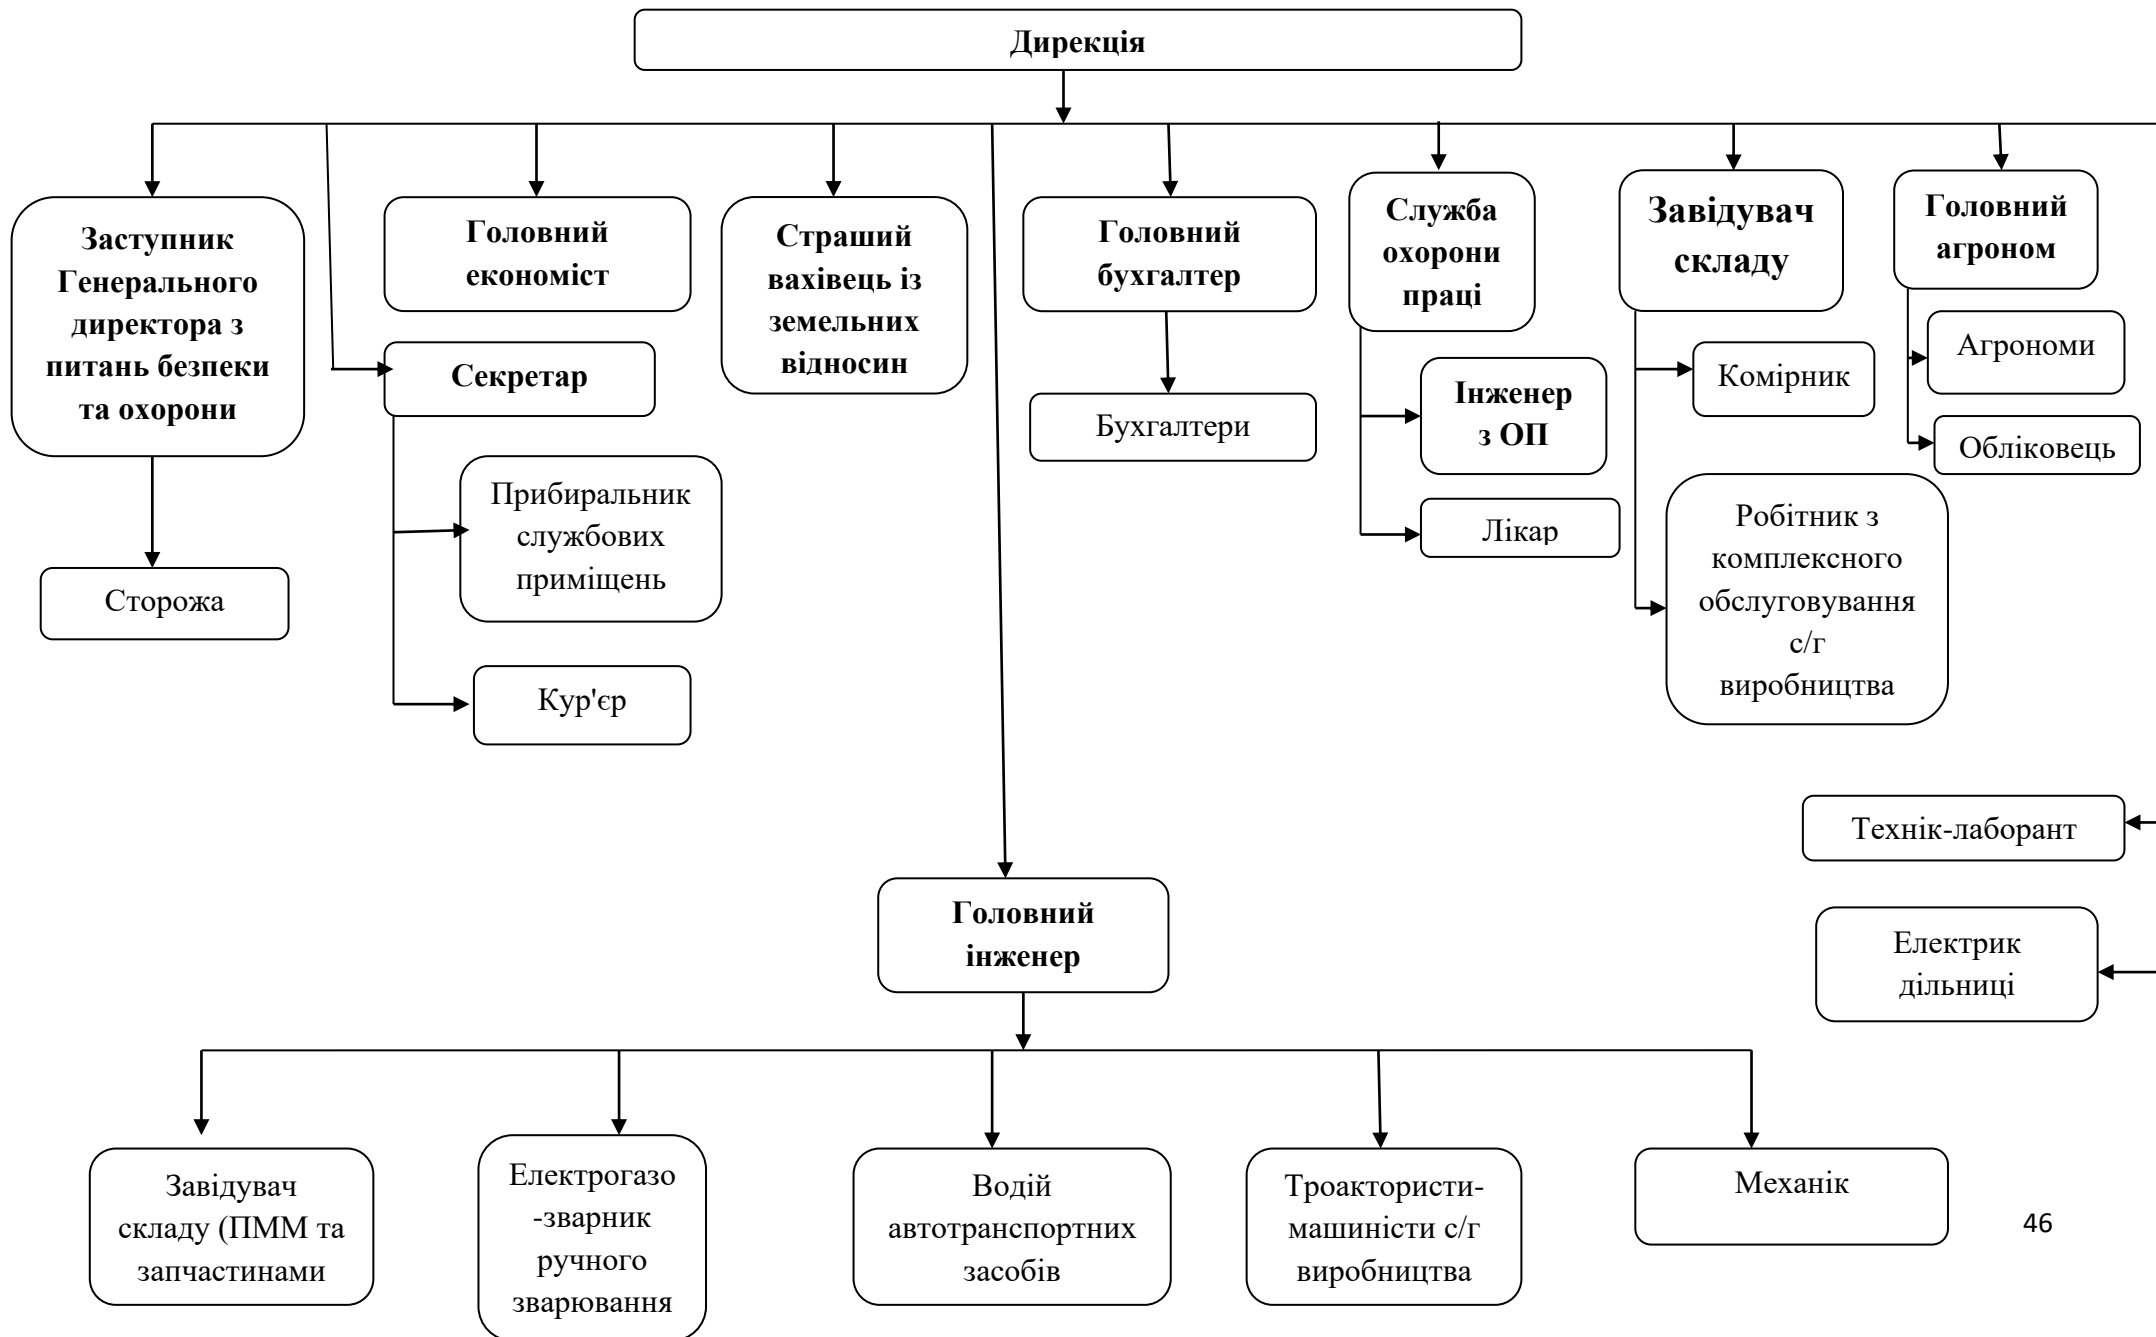 Дирекція
Заступник
Генерального
директора з
питань безпеки
та охорони
Головний
економіст
Страший
вахівець із
земельних
відносин
Головний
бухгалтер
Служба
охорони
праці
Завідувач
складу
Головний
агроном
Секретар
Бухгалтери
Інженер
з ОП
Комірник
Агрономи
Обліковець
Прибиральник
службових
приміщень
Лікар
Робітник з
комплексного
обслуговування
с/г
виробництва
Сторожа
Кур'єр
Технік-лаборант
Головний
інженер
Електрик
дільниці
Завідувач
складу (ПММ та
запчастинами
Електрогазо
-зварник
ручного
зварювання
Водій
автотранспортних
засобів
Троактористи-
машиністи с/г
виробництва
Механік
46